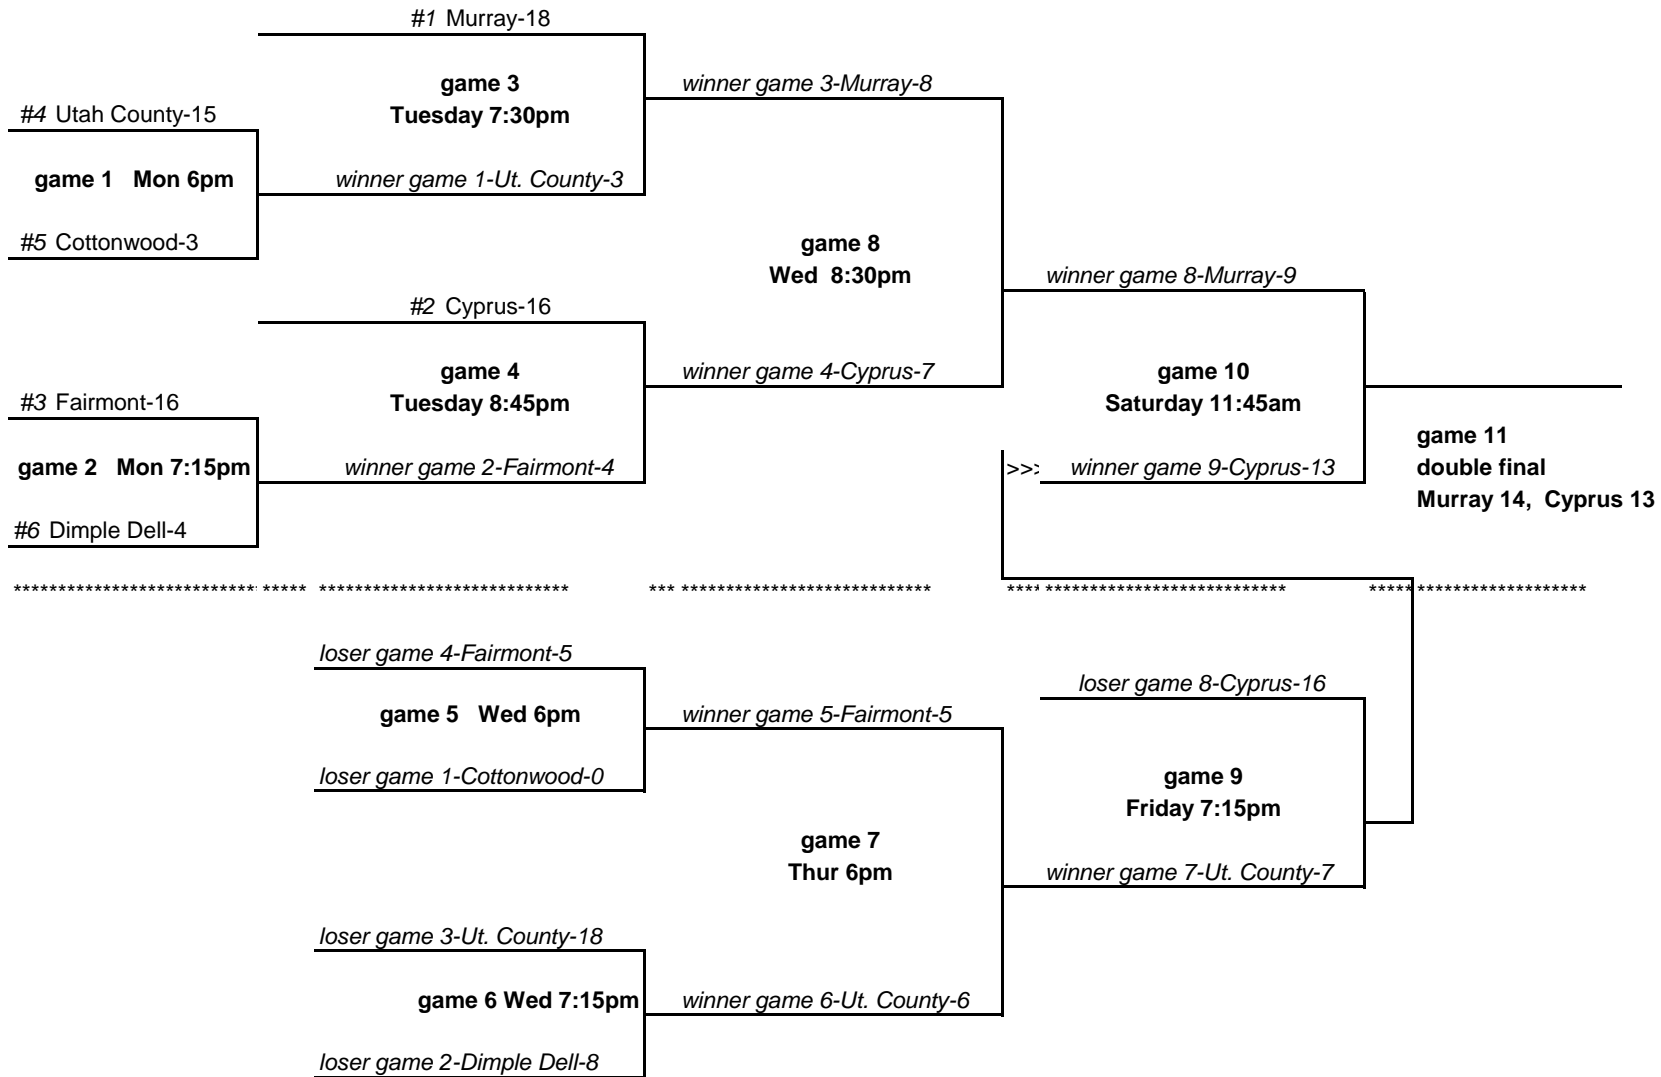 #1 Murray-18
game 3
Tuesday 7:30pm
winner game 3-Murray-8
#4 Utah County-15
game 1 Mon 6pm
winner game 1-Ut. County-3
#5 Cottonwood-3
game 8
Wed 8:30pm
winner game 8-Murray-9
#2 Cyprus-16
game 4
Tuesday 8:45pm
winner game 4-Cyprus-7
game 10
Saturday 11:45am
#3 Fairmont-16
game 2 Mon 7:15pm
winner game 2-Fairmont-4
>>> winner game 9-Cyprus-13
game 11
double final
Murray 14, Cyprus 13
#6 Dimple Dell-4
*************************** ***** **************************** *** **************************** **** *************************** ***** *******************
loser game 4-Fairmont-5
loser game 8-Cyprus-16
game 5 Wed 6pm
winner game 5-Fairmont-5
loser game 1-Cottonwood-0
game 9
Friday 7:15pm
game 7
Thur 6pm
winner game 7-Ut. County-7
loser game 3-Ut. County-18
game 6 Wed 7:15pm
winner game 6-Ut. County-6
loser game 2-Dimple Dell-8